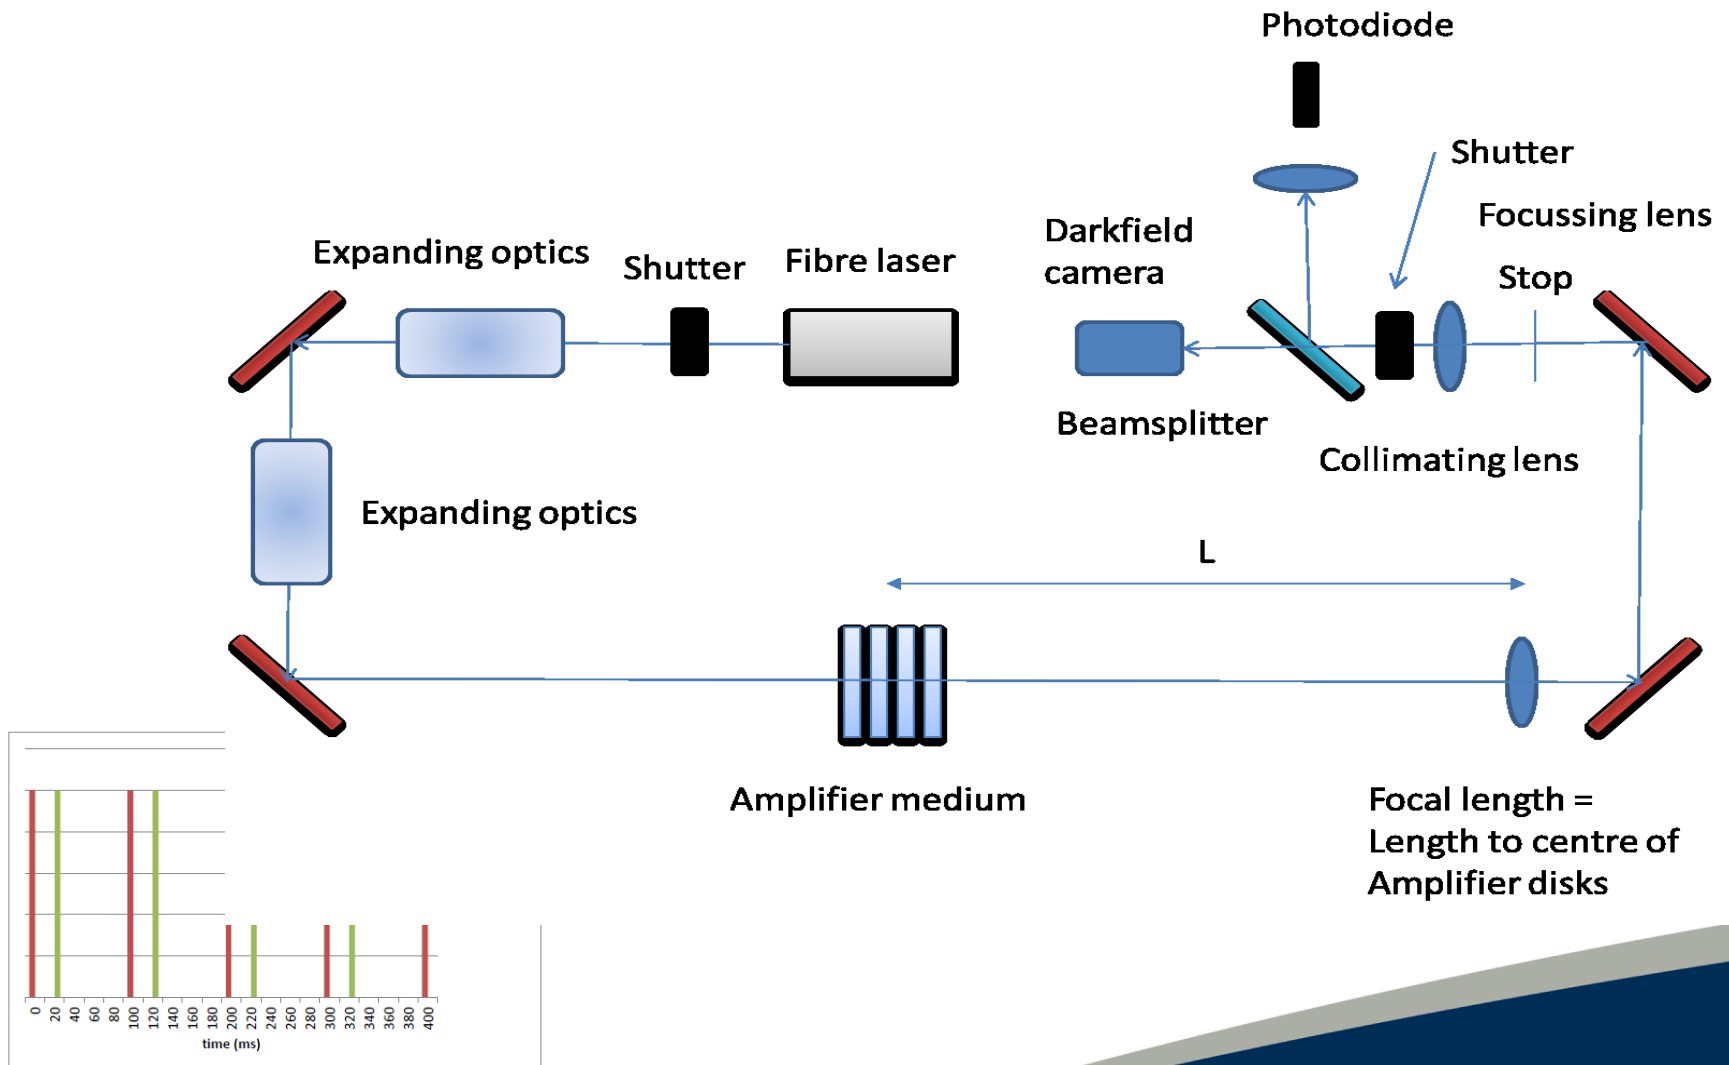 Photodiode
Shutter
Focussing lens
Darkfield
camera
Expanding optics
Shutter
Fibre laser
Stop
Beamsplitter
Collimating lens
Expanding optics
L
Amplifier medium
Focal length =
Length to centre of
Amplifier disks
0 20 40 60 80 100 120 140 160 180 200 220 240 260 280 300 320 340 360 380 400
time (ms)